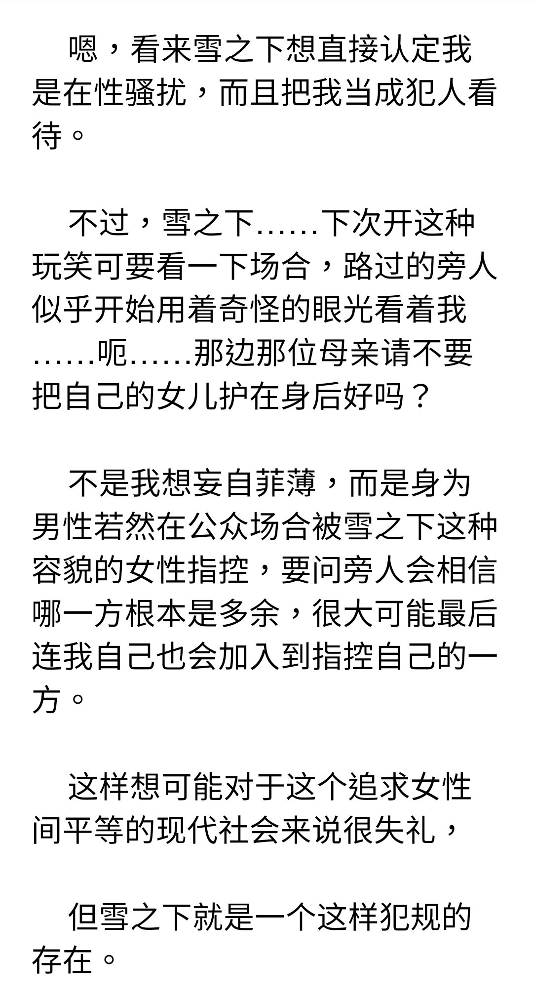 嗯，看来雪之下想直接认定我
是在性骚扰，而且把我当成犯人看
待。
不过，雪之下……下次开这种
玩笑可要看一下场合，路过的旁人
似乎开始用着奇怪的眼光看着我
……呃……那边那位母亲请不要
把自己的女儿护在身后好吗？
不是我想妄自菲薄，而是身为
男性若然在公众场合被雪之下这种
容貌的女性指控，要问旁人会相信
哪一方根本是多余，很大可能最后
连我自己也会加入到指控自己的一
方。
这样想可能对于这个追求女性
间平等的现代社会来说很失礼，
但雪之下就是一个这样犯规的
存在。